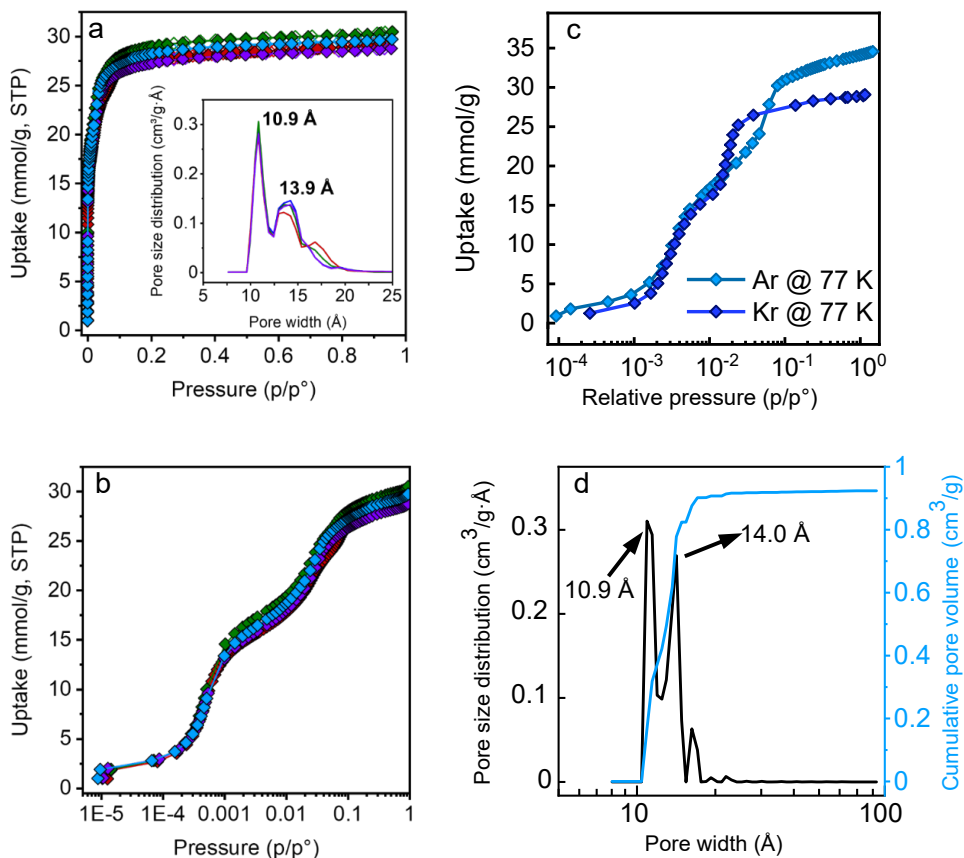 a
Uptake (mmol/g, STP)
30
25
20
15
10
5
0
0
0.2
0.4
0.6
0.8
1
Pressure (p/p°)
Pore size distribution (cm³/g·Å)
0.3
0.2
0.1
0
5
10
15
20
25
Pore width (Å)
10.9 Å
13.9 Å
c
Uptake (mmol/g)
35
30
25
20
15
10
5
0
10⁻⁴
10⁻³
10⁻²
10⁻¹
10⁰
Relative pressure (p/p°)
Ar @ 77 K
Kr @ 77 K
b
Uptake (mmol/g, STP)
30
25
20
15
10
5
0
1E-5
1E-4
0.001
0.01
0.1
1
Pressure (p/p°)
d
Pore size distribution (cm³/g·Å)
0.3
0.2
0.1
0
10
100
Pore width (Å)
10.9 Å
14.0 Å
1
0.8
0.6
0.4
0.2
0
Cumulative pore volume (cm³/g)